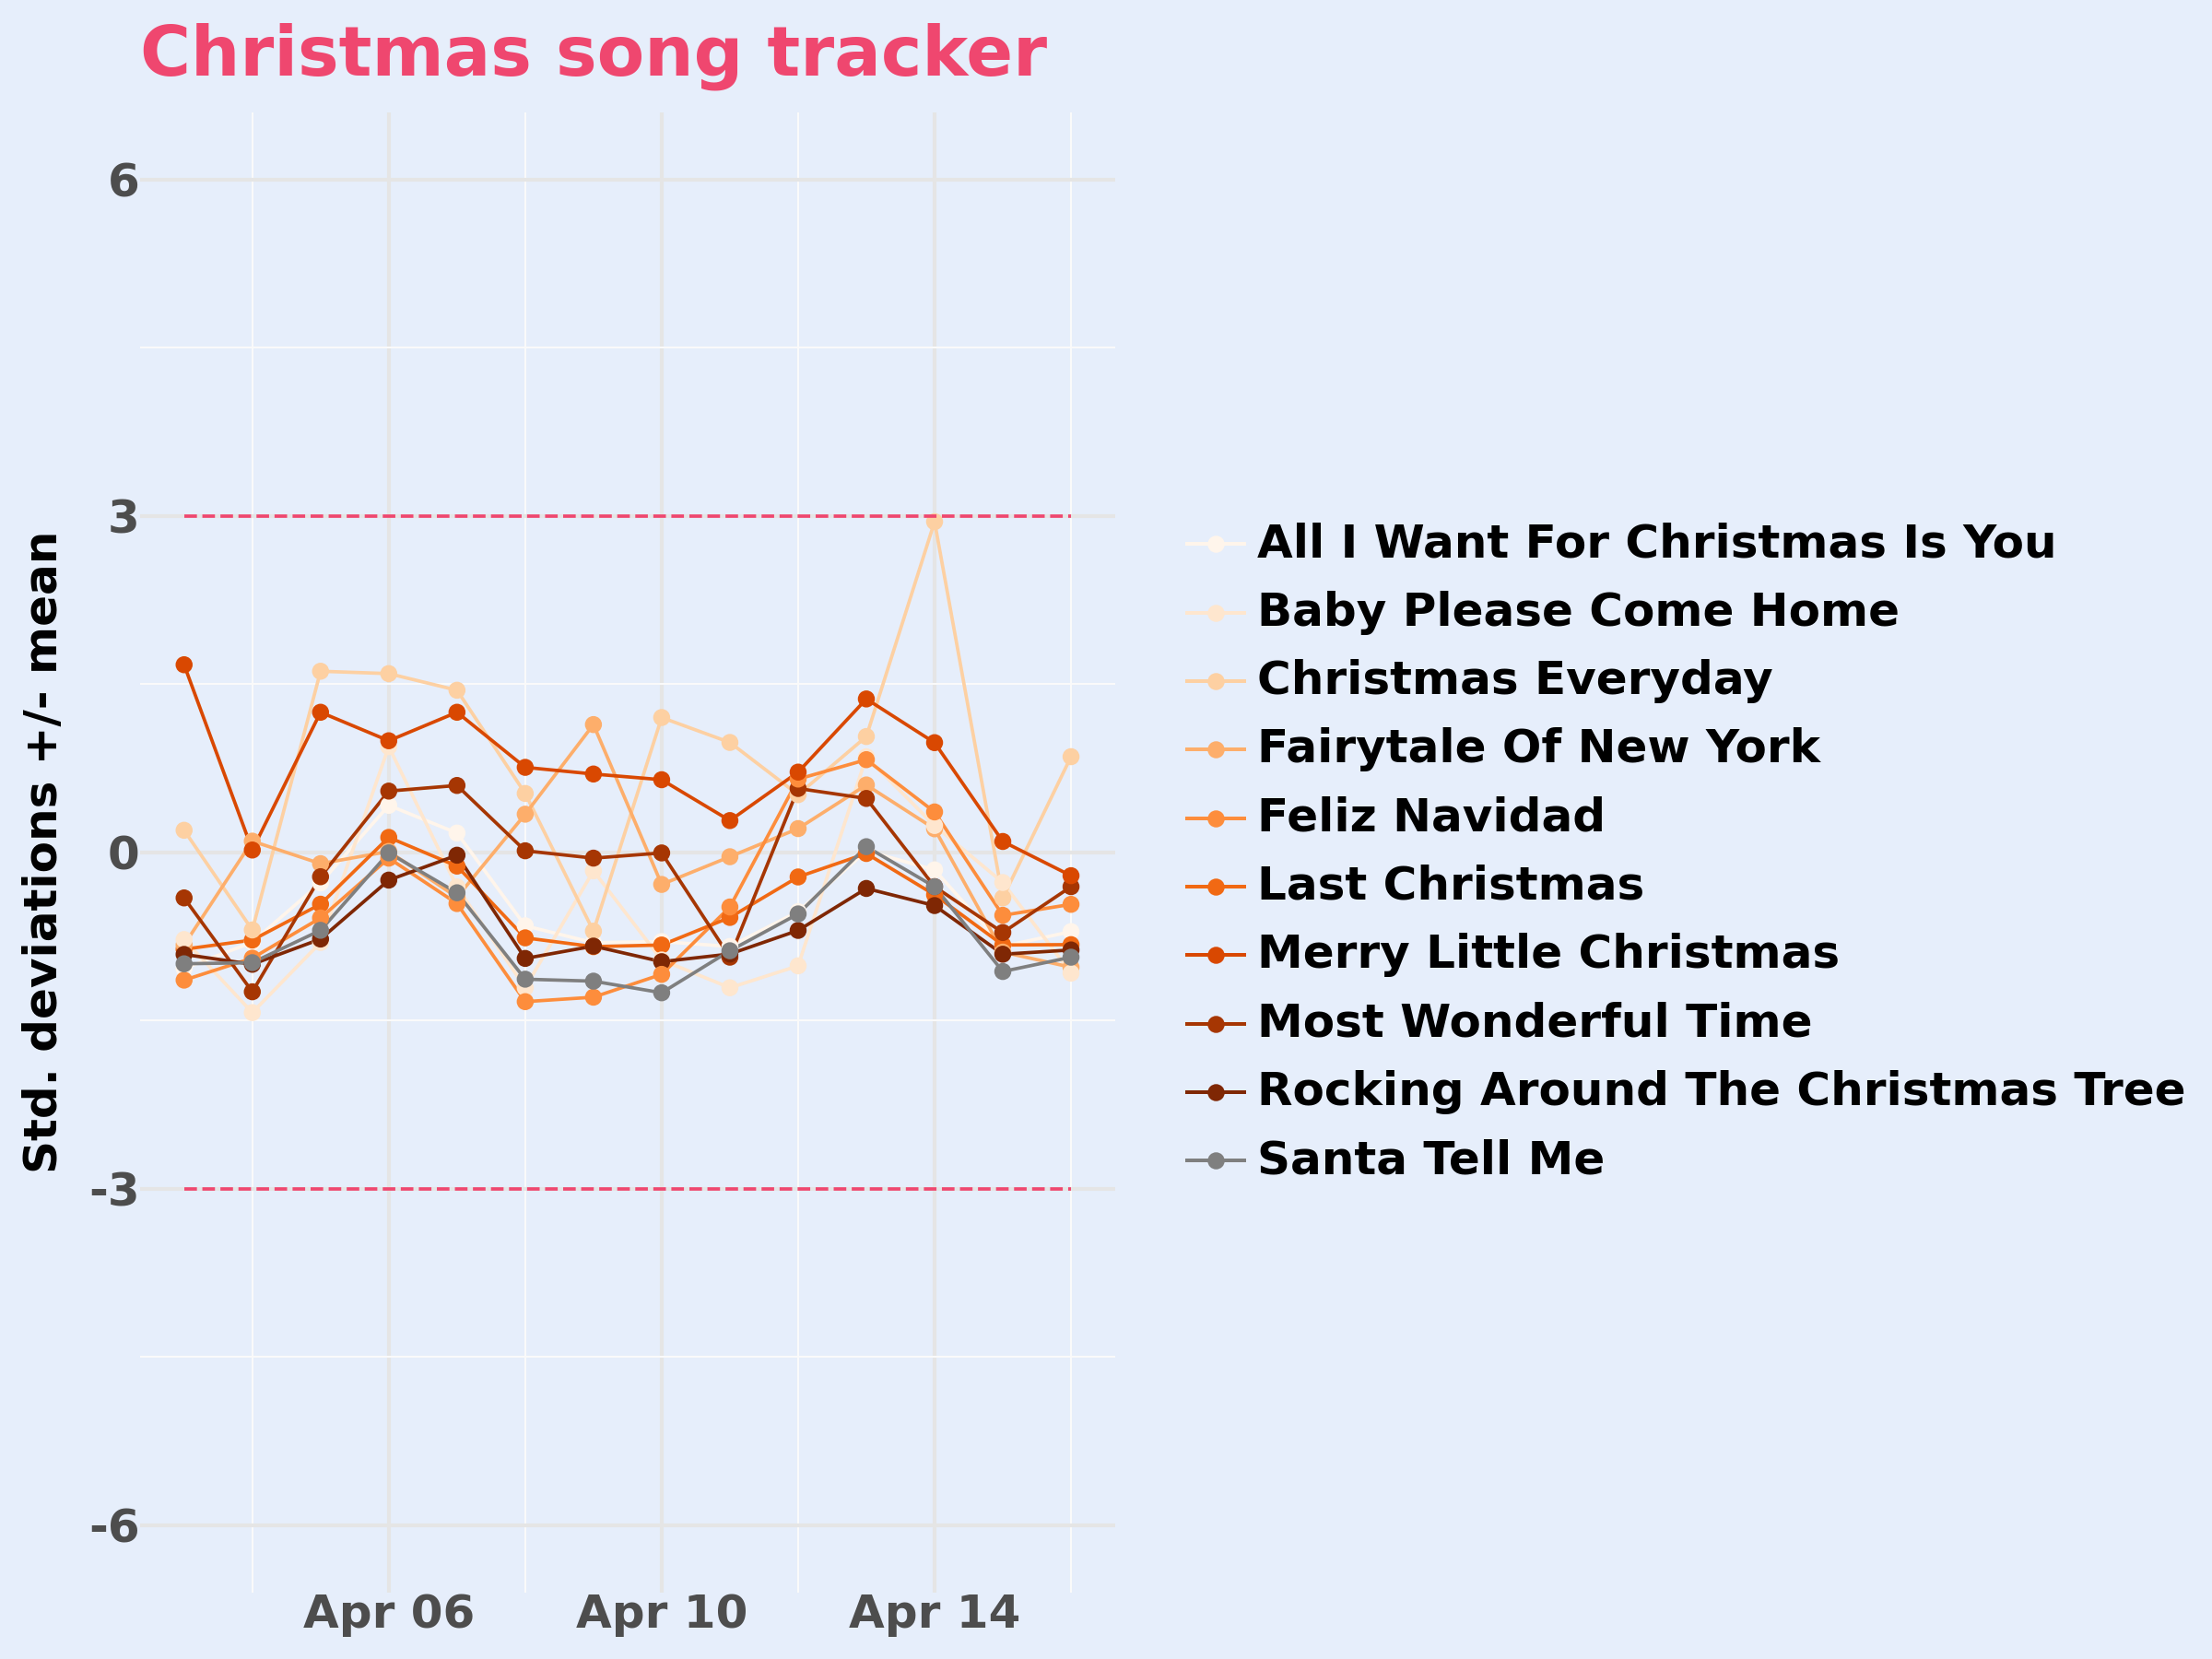 Christmas song tracker
Std. deviations +/- mean
6
3
0
-3
-6
Apr 06
Apr 10
Apr 14
All I Want For Christmas Is You
Baby Please Come Home
Christmas Everyday
Fairytale Of New York
Feliz Navidad
Last Christmas
Merry Little Christmas
Most Wonderful Time
Rocking Around The Christmas Tree
Santa Tell Me